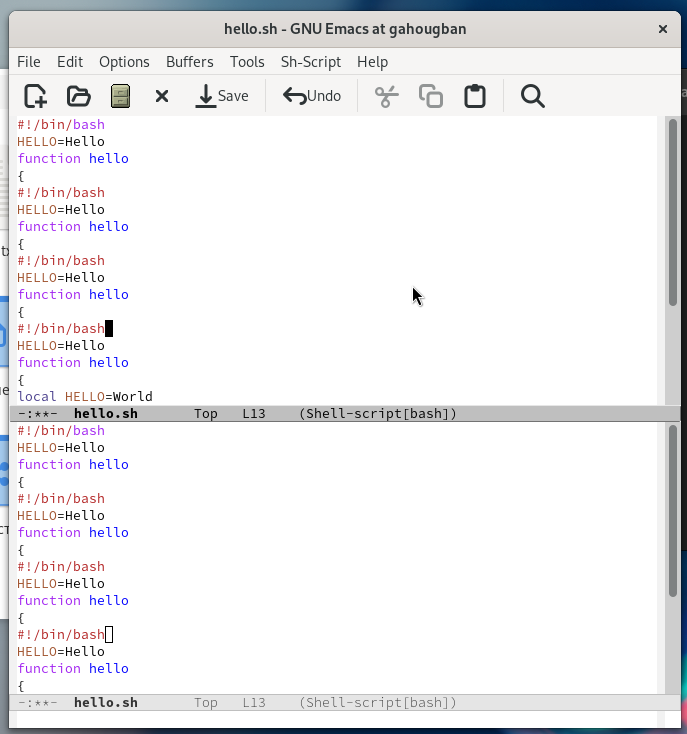 hello.sh - GNU Emacs at gahougban ×
File Edit Options Buffers Tools Sh-Script Help
Save Undo
#!/bin/bash
HELLO=Hello
function hello
{
#!/bin/bash
HELLO=Hello
function hello
{
#!/bin/bash
HELLO=Hello
function hello
{
#!/bin/bash
HELLO=Hello
function hello
{
local HELLO=World
-:**- hello.sh Top L13 (Shell-script[bash])
#!/bin/bash
HELLO=Hello
function hello
{
#!/bin/bash
HELLO=Hello
function hello
{
#!/bin/bash
HELLO=Hello
function hello
{
#!/bin/bash
HELLO=Hello
function hello
{
-:**- hello.sh Top L13 (Shell-script[bash])